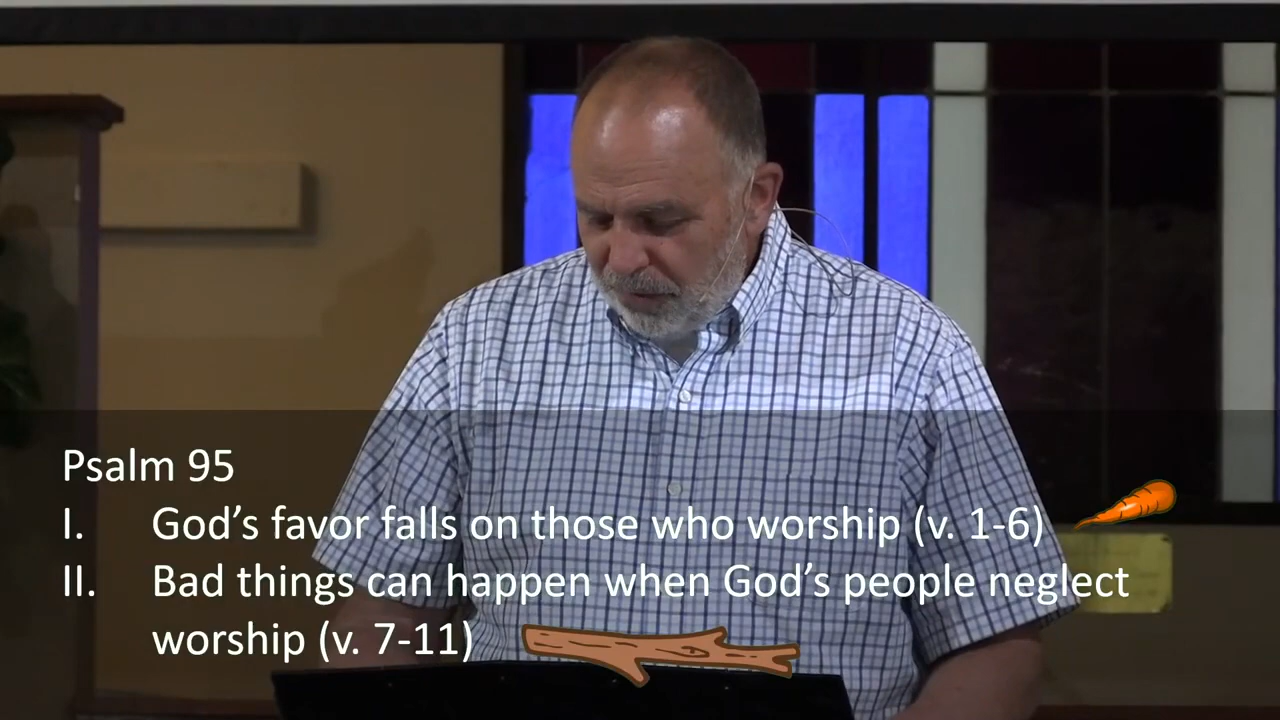 Psalm 95
I. God’s favor falls on those who worship (v. 1-6)
II. Bad things can happen when God’s people neglect
worship (v. 7-11)